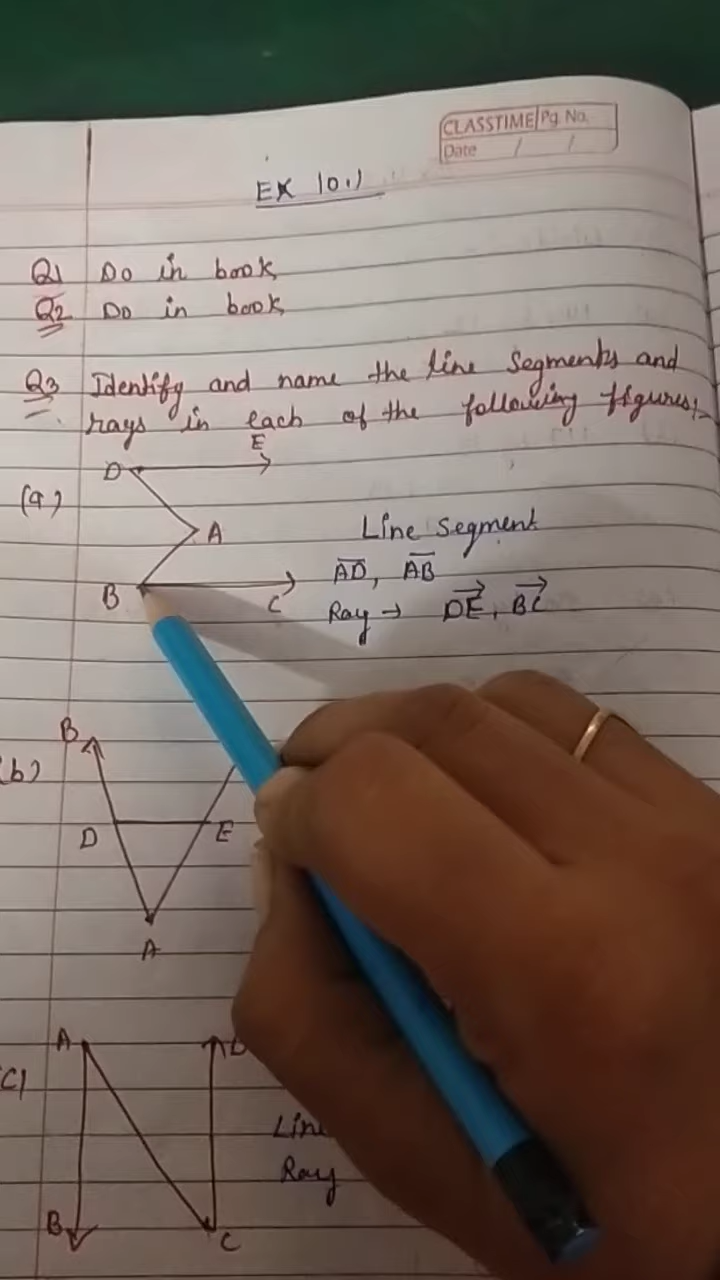 CLASSTIME Pg. No.
Date / /
EX 10.1
Q1 Do in book
Q2 Do in book
Q3 Identify and name the line segments and
rays in each of the following figures:-
(a)
D E
A
B C
Line segment
AD, AB
Ray → DE, BC
(b)
B
D E
A
A
B C
Line
Ray